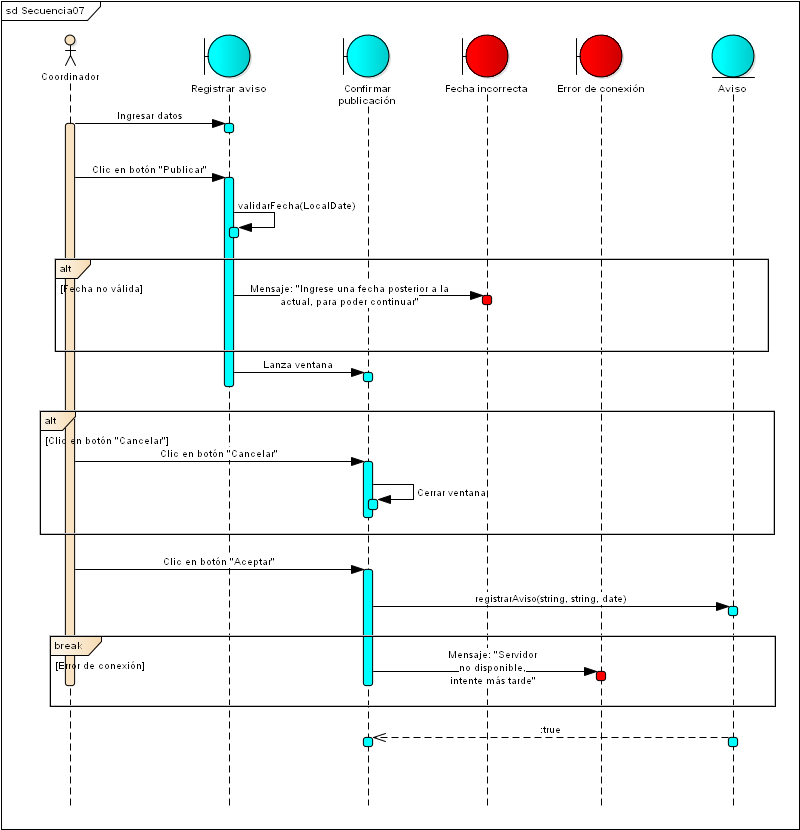 sd Secuencia07
Coordinador
Registrar aviso
Confirmar
publicación
Fecha incorrecta
Error de conexión
Aviso
Ingresar datos
Clic en botón "Publicar"
validarFecha(LocalDate)
alt
[Fecha no válida]
Mensaje: "Ingrese una fecha posterior a la
actual, para poder continuar"
Lanza ventana
alt
[Clic en botón "Cancelar"]
Clic en botón "Cancelar"
Cerrar ventana
Clic en botón "Aceptar"
registrarAviso(string, string, date)
break
[Error de conexión]
Mensaje: "Servidor
no disponible,
intente más tarde"
:true